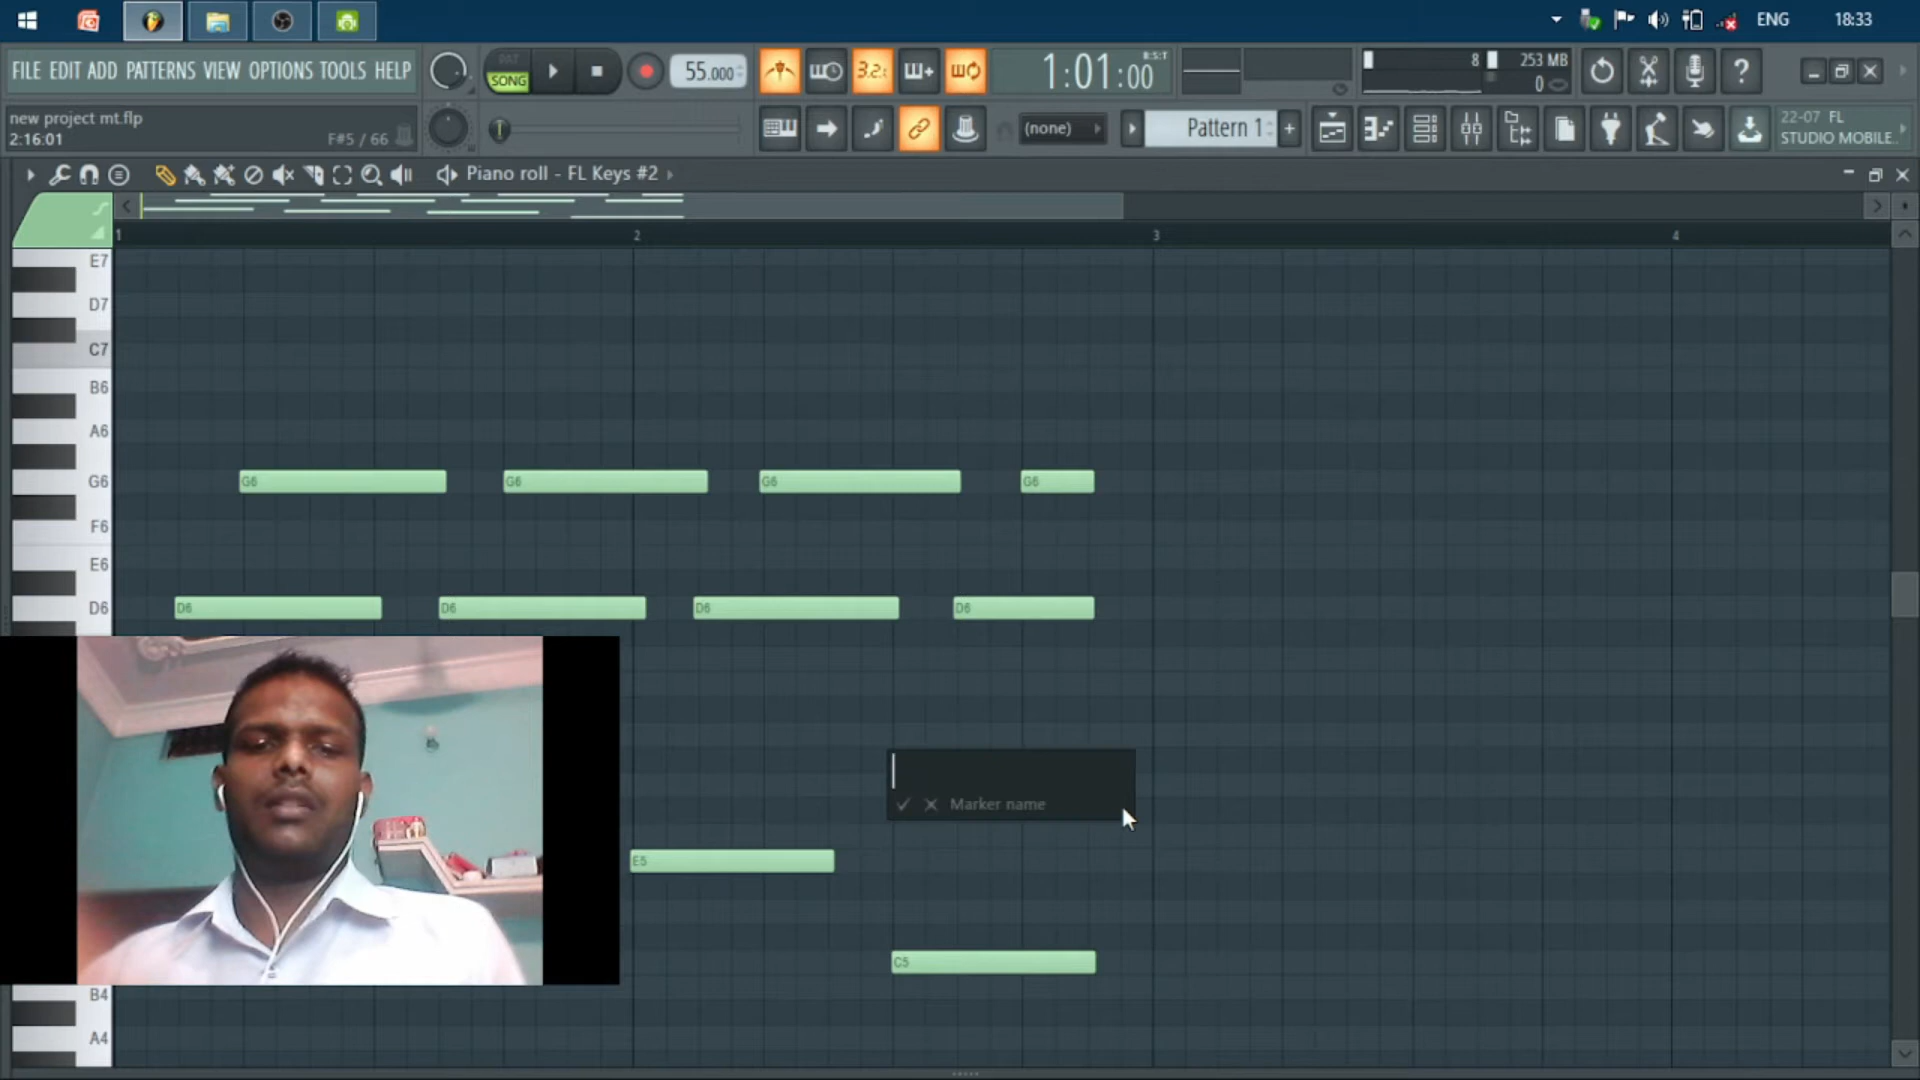 ENG
18:33
FILE EDIT ADD PATTERNS VIEW OPTIONS TOOLS HELP
PAT
SONG
55.000
3.2.
1:01:00
B:S:T
8
253 MB
0
?
new project mt.flp
2:16:01
F#5 / 66
(none)
Pattern 1
+
22-07 FL
STUDIO MOBILE..
Piano roll - FL Keys #2
1
2
3
4
E7
D7
C7
B6
A6
G6
G6
G6
G6
G6
F6
E6
D6
D6
D6
D6
D6
Marker name
E5
C5
B4
A4